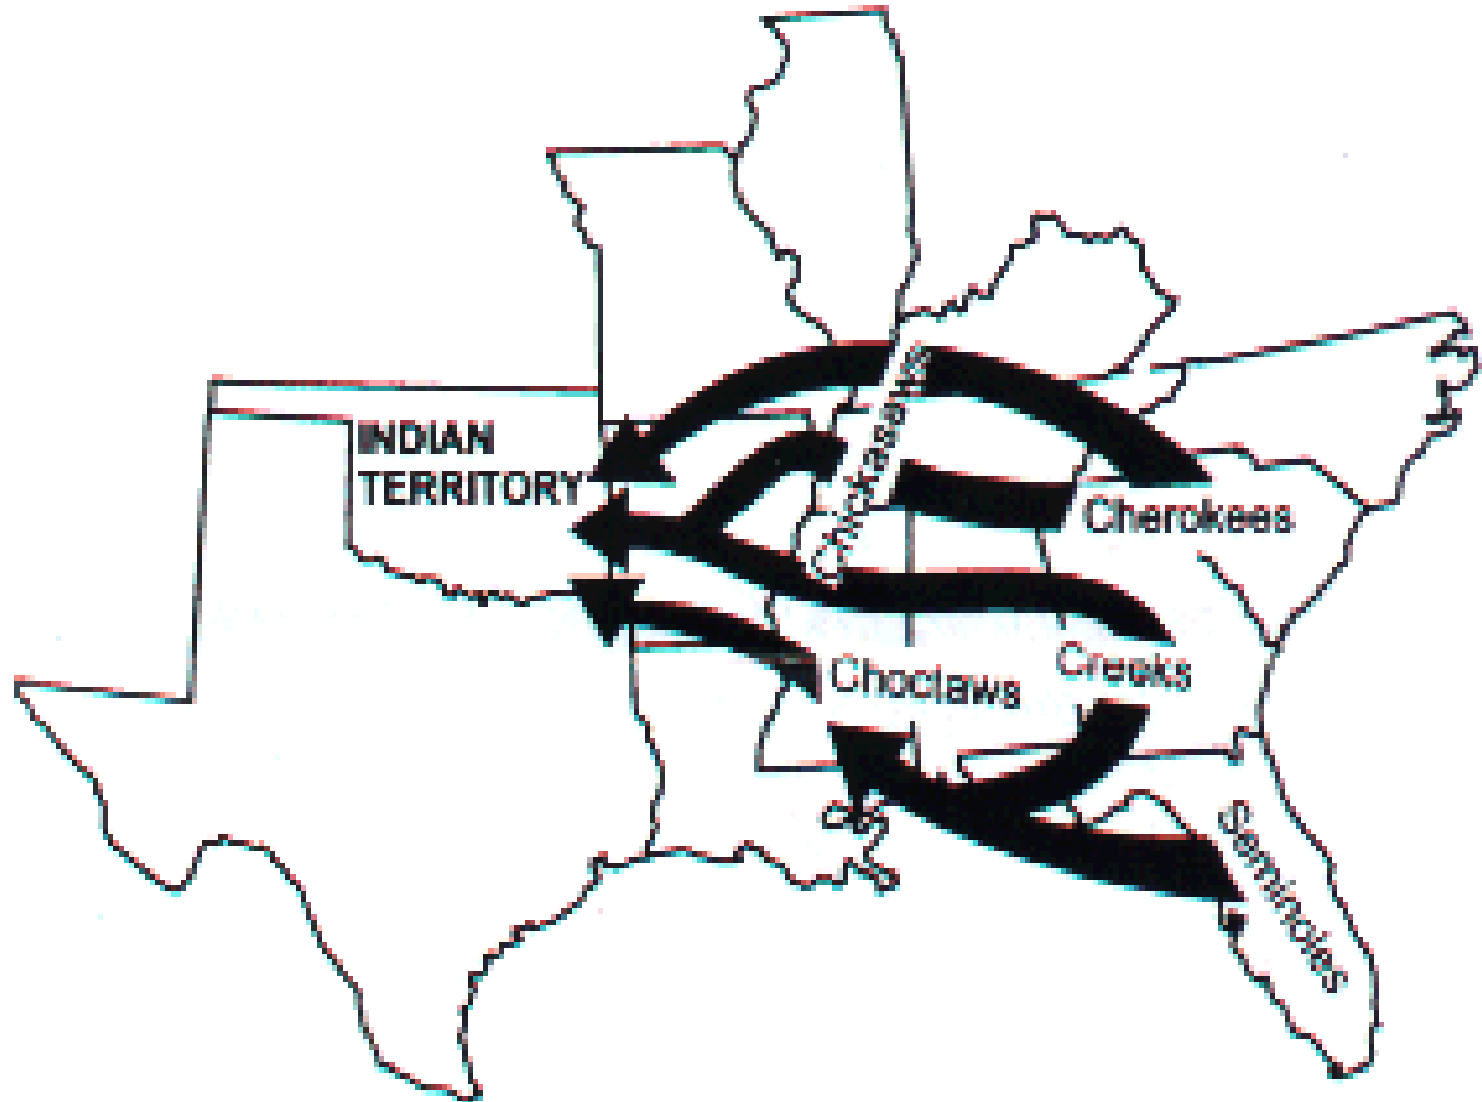 INDIAN
TERRITORY
Chickasaws
Cherokees
Choctaws
Creeks
Seminoles